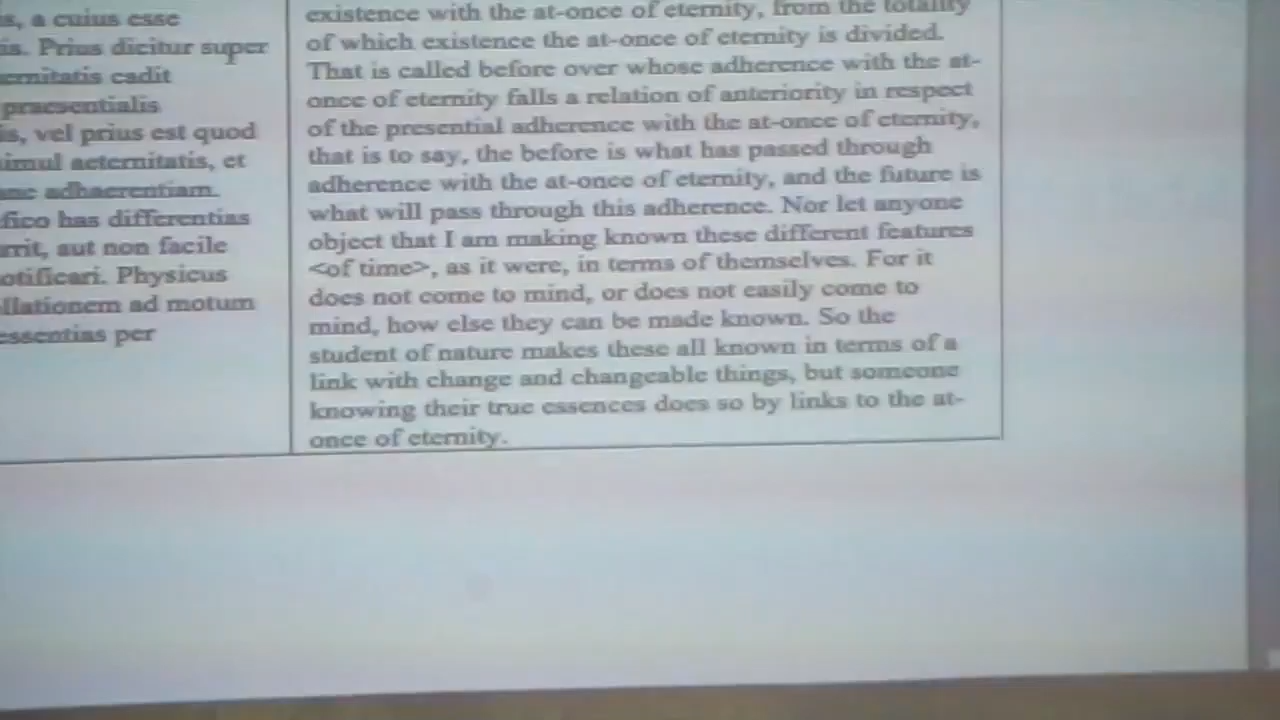 is, a cuius esse
is. Prius dicitur super
ernitatis cadit
praesentialis
is, vel prius est quod
imul aeternitatis, et
anc adhaerentiam.
fico has differentias
rrit, aut non facile
otificari. Physicus
llationem ad motum
essentias per
existence with the at-once of eternity, from the totality
of which existence the at-once of eternity is divided.
That is called before over whose adherence with the at-
once of eternity falls a relation of anteriority in respect
of the presential adherence with the at-once of eternity,
that is to say, the before is what has passed through
adherence with the at-once of eternity, and the future is
what will pass through this adherence. Nor let anyone
object that I am making known these different features
<of time>, as it were, in terms of themselves. For it
does not come to mind, or does not easily come to
mind, how else they can be made known. So the
student of nature makes these all known in terms of a
link with change and changeable things, but someone
knowing their true essences does so by links to the at-
once of eternity.